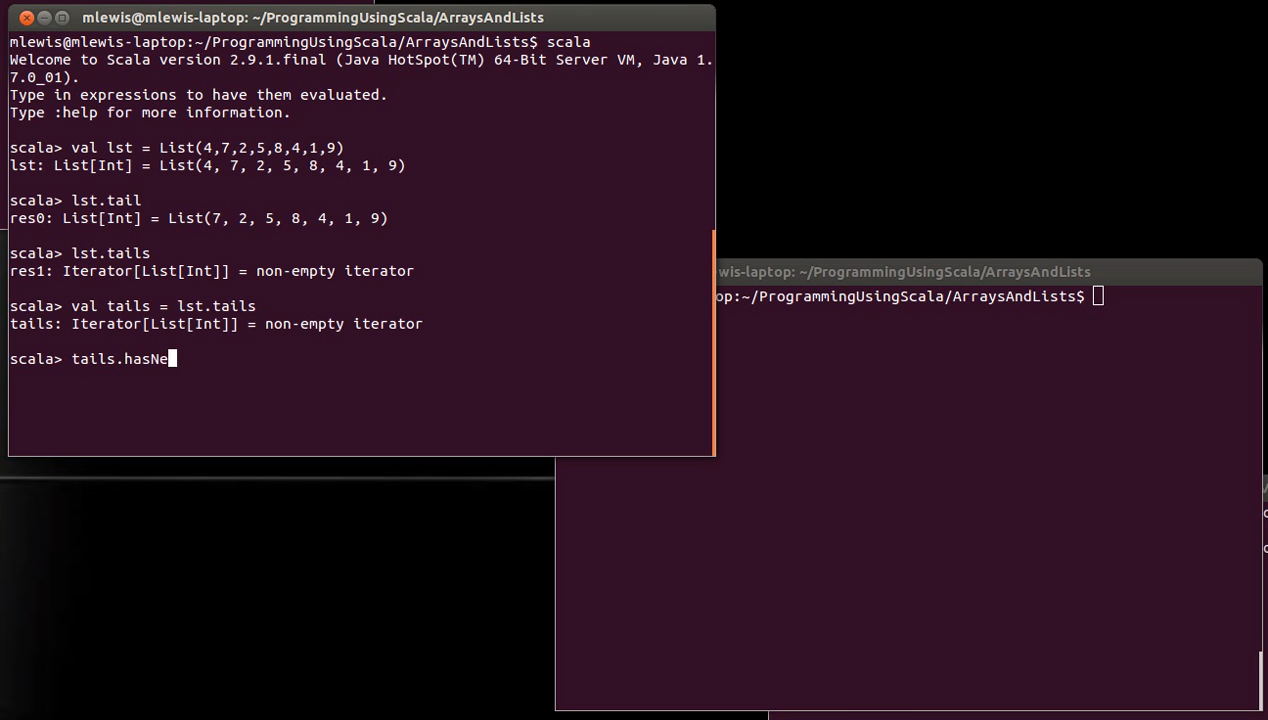 mlewis@mlewis-laptop: ~/ProgrammingUsingScala/ArraysAndLists
mlewis@mlewis-laptop:~/ProgrammingUsingScala/ArraysAndLists$ scala
Welcome to Scala version 2.9.1.final (Java HotSpot(TM) 64-Bit Server VM, Java 1.
7.0_01).
Type in expressions to have them evaluated.
Type :help for more information.
scala> val lst = List(4,7,2,5,8,4,1,9)
lst: List[Int] = List(4, 7, 2, 5, 8, 4, 1, 9)
scala> lst.tail
res0: List[Int] = List(7, 2, 5, 8, 4, 1, 9)
scala> lst.tails
res1: Iterator[List[Int]] = non-empty iterator
scala> val tails = lst.tails
tails: Iterator[List[Int]] = non-empty iterator
scala> tails.hasNe
wis-laptop: ~/ProgrammingUsingScala/ArraysAndLists
op:~/ProgrammingUsingScala/ArraysAndLists$